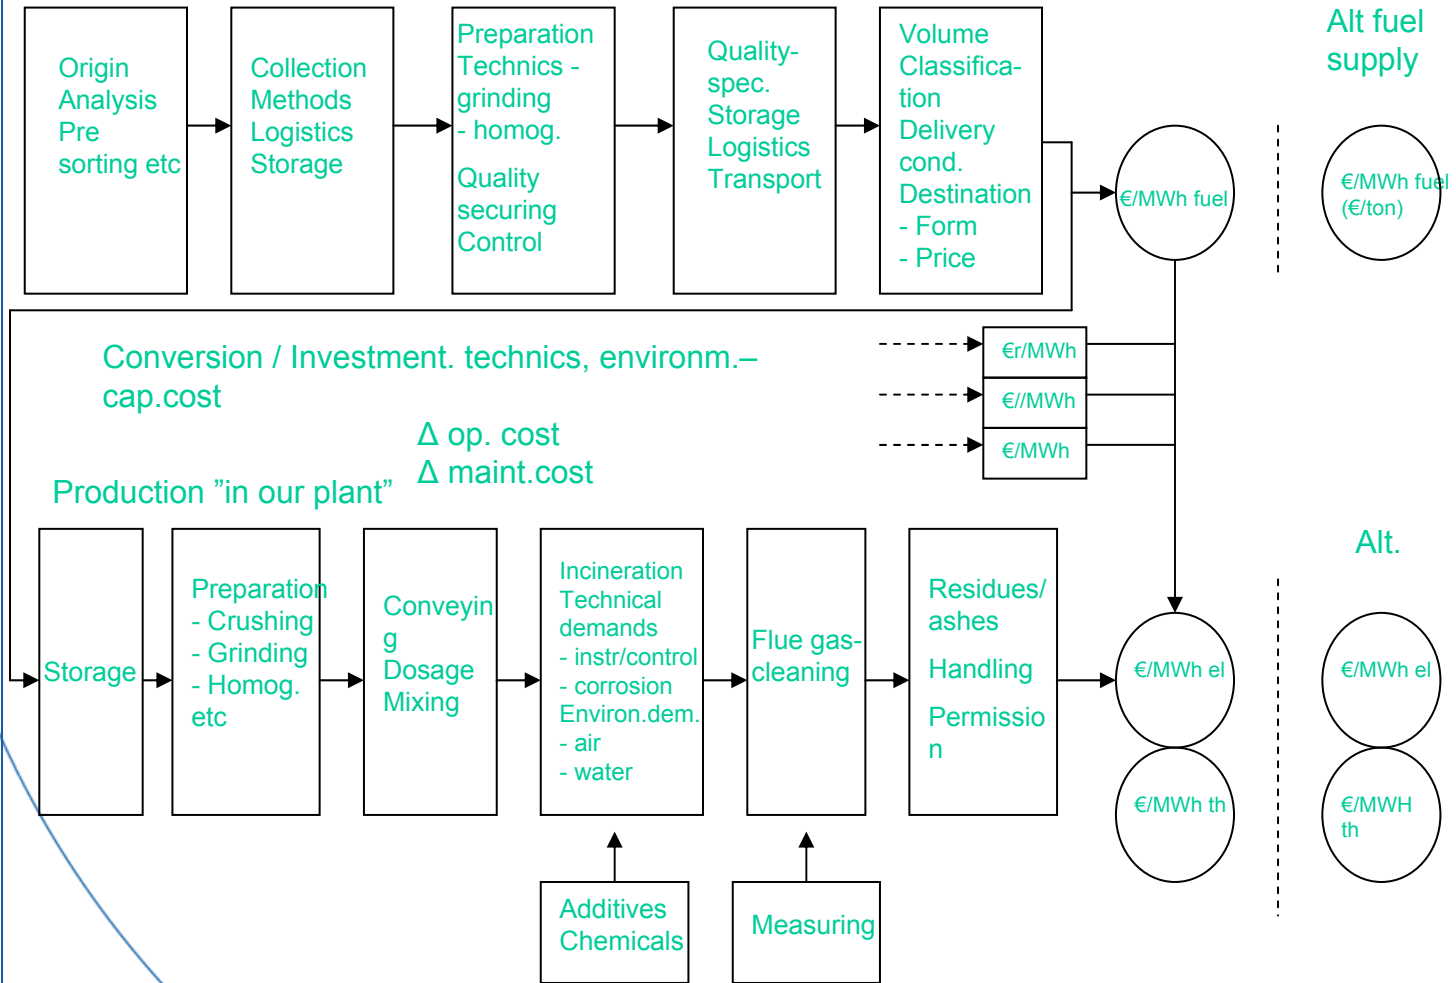 Origin
Analysis
Pre
sorting etc
Collection
Methods
Logistics
Storage
Preparation
Technics -
grinding
- homog.
Quality
securing
Control
Quality-
spec.
Storage
Logistics
Transport
Volume
Classifica-
tion
Delivery
cond.
Destination
- Form
- Price
€/MWh fuel
Alt fuel
supply
€/MWh fuel
(€/ton)
Conversion / Investment. technics, environm.–
cap.cost
Δ op. cost
Δ maint.cost
€r/MWh
€//MWh
€/MWh
Production ”in our plant”
Storage
Preparation
- Crushing
- Grinding
- Homog.
etc
Conveyin
g
Dosage
Mixing
Incineration
Technical
demands
- instr/control
- corrosion
Environ.dem.
- air
- water
Flue gas-
cleaning
Residues/
ashes
Handling
Permissio
n
€/MWh el
€/MWh th
Alt.
€/MWh el
€/MWH
th
Additives
Chemicals
Measuring